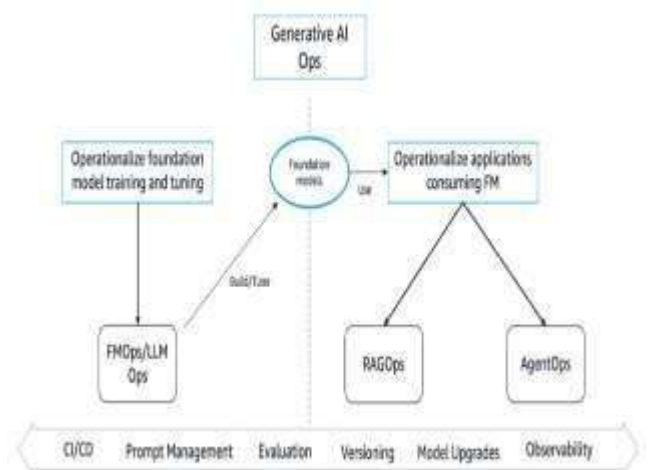 Generative AI
Ops
Operationalize foundation
model training and tuning
Foundation
models
Use
Operationalize applications
consuming FM
Build/Tune
FMOps/LLM
Ops
RAGOps
AgentOps
CI/CD Prompt Management Evaluation Versioning Model Upgrades Observability